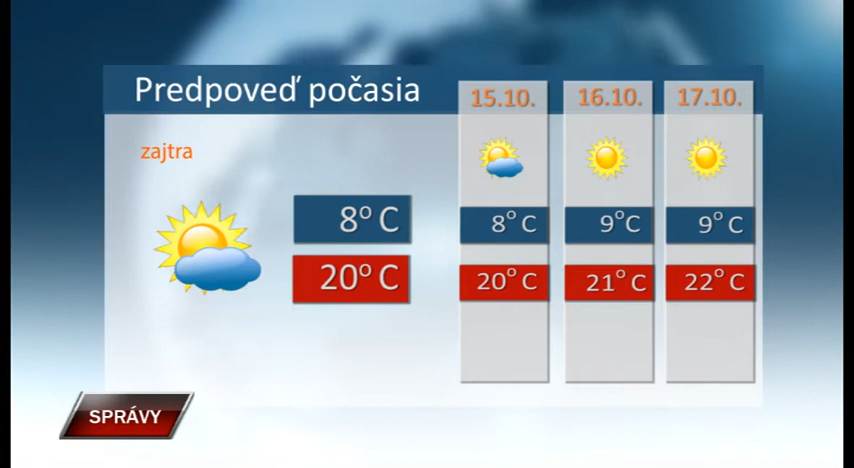 Predpoveď počasia
zajtra
8° C
20° C
15.10. 16.10. 17.10.
8° C 9°C 9° C
20° C 21° C 22° C
SPRÁVY